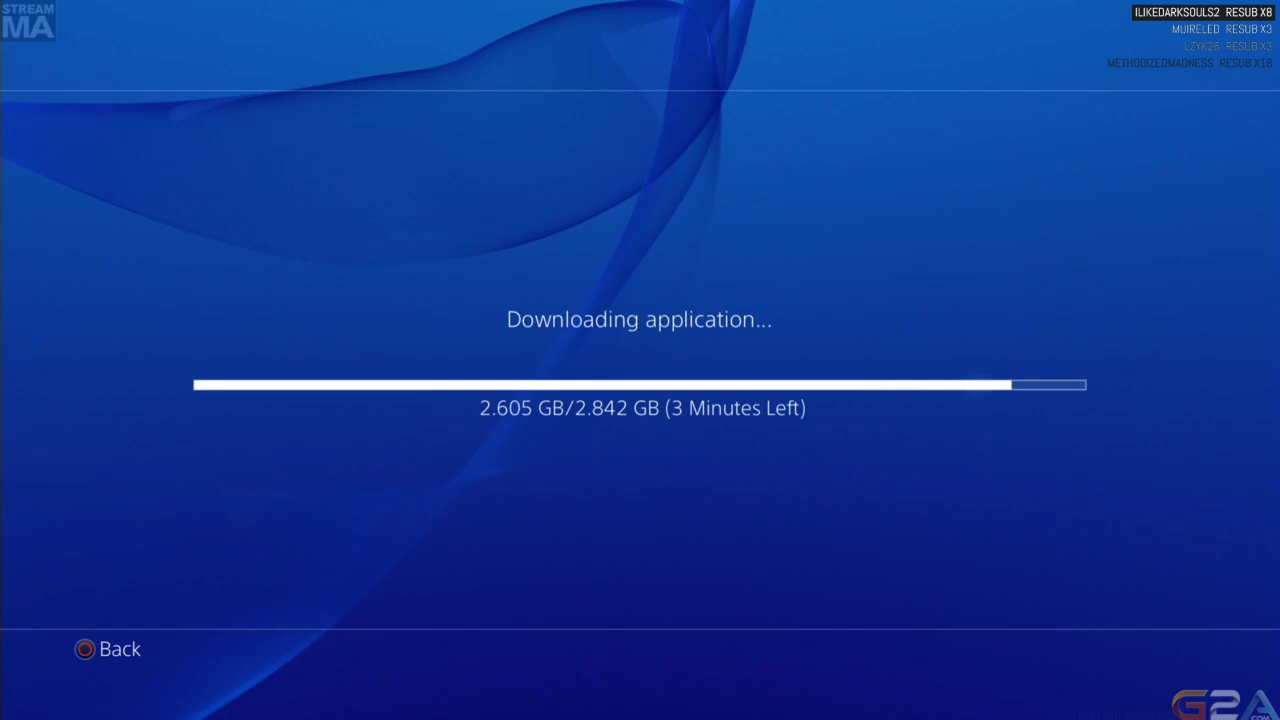 STREAM
MA
ILIKEDARKSOULS2 RESUB X8
MUIRELED RESUB X3
LZYK26 RESUB X3
METHODIZEDMADNESS RESUB X18
Downloading application...
2.605 GB/2.842 GB (3 Minutes Left)
Back
G2A
.COM